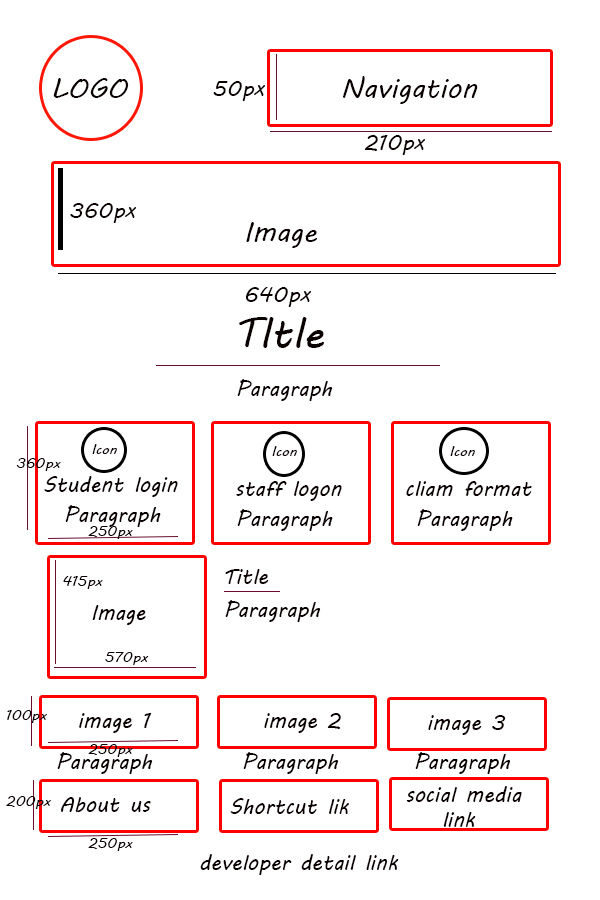 LOGO
50px
Navigation
210px
360px
Image
640px
TItle
Paragraph
Icon
Icon
Icon
360px
Student login
staff logon
cliam format
Paragraph
Paragraph
Paragraph
250px
415px
Image
570px
Title
Paragraph
100px
image 1
image 2
image 3
250px
Paragraph
Paragraph
Paragraph
200px
About us
Shortcut lik
social media
link
250px
developer detail link